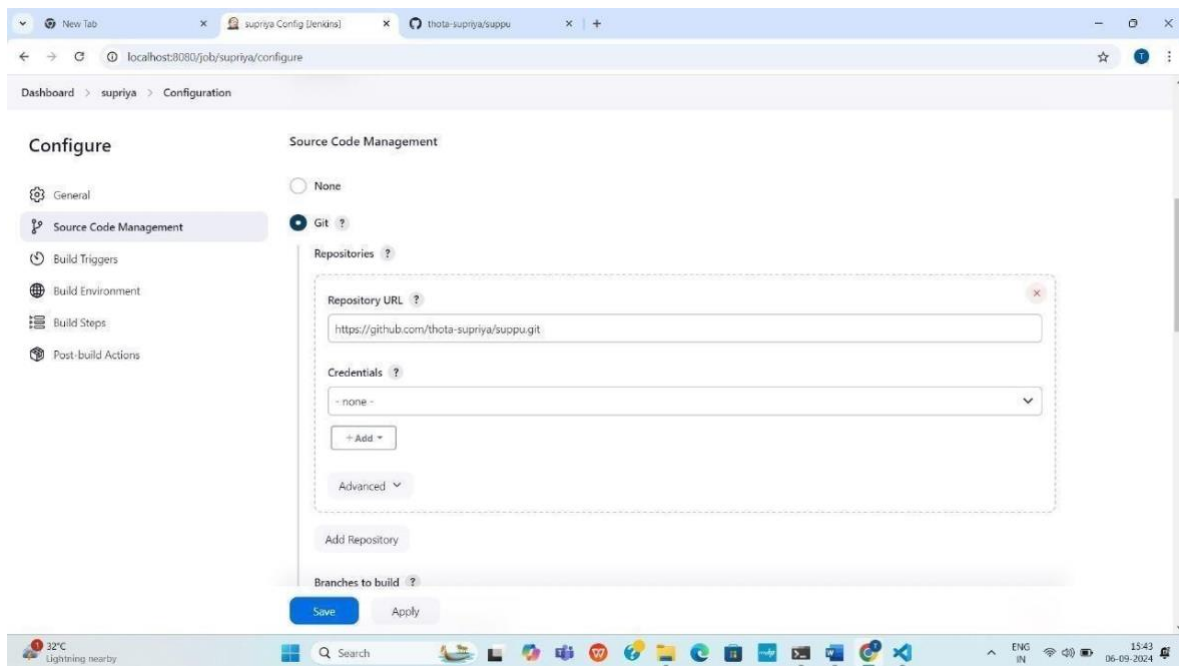 New Tab
supriya Config [Jenkins]
thota-supriya/suppu
localhost:8080/job/supriya/configure
T
Dashboard > supriya > Configuration
Configure
General
Source Code Management
Build Triggers
Build Environment
Build Steps
Post-build Actions
Source Code Management
None
Git ?
Repositories ?
Repository URL ?
https://github.com/thota-supriya/suppu.git
Credentials ?
- none -
+ Add
Advanced
Add Repository
Branches to build ?
Save
Apply
1
32°C
Lightning nearby
Search
ENG
IN
15:43
06-09-2024